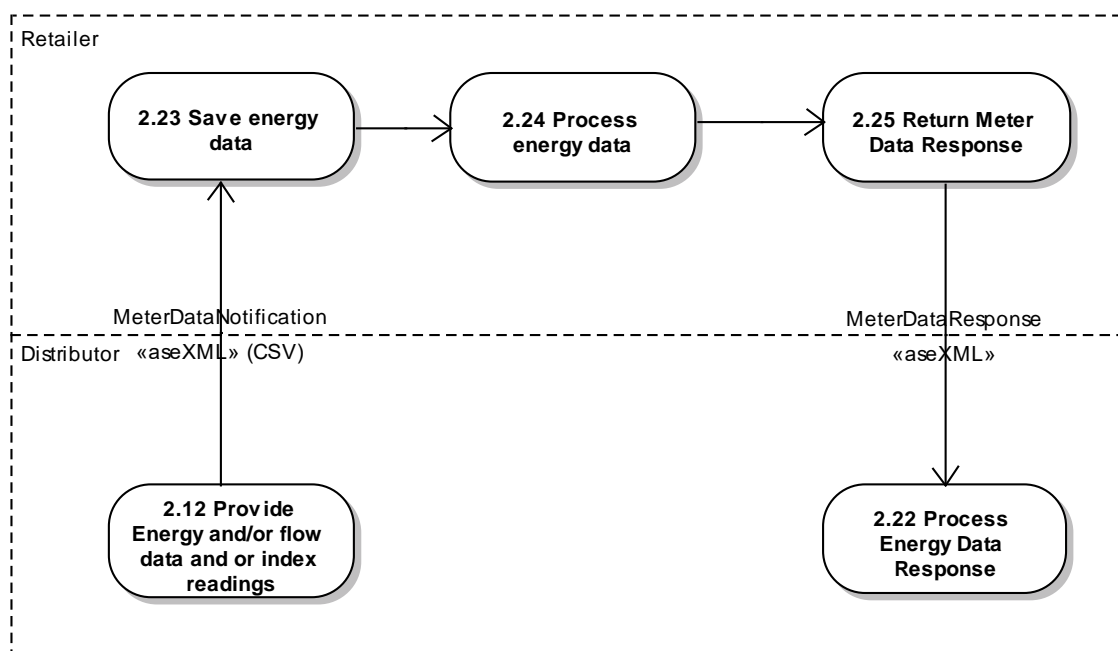 Retailer
2.23 Save energy
data
2.24 Process
energy data
2.25 Return Meter
Data Response
MeterDataNotification
MeterDataResponse
Distributor
«aseXML» (CSV)
«aseXML»
2.12 Provide
Energy and/or flow
data and or index
readings
2.22 Process
Energy Data
Response